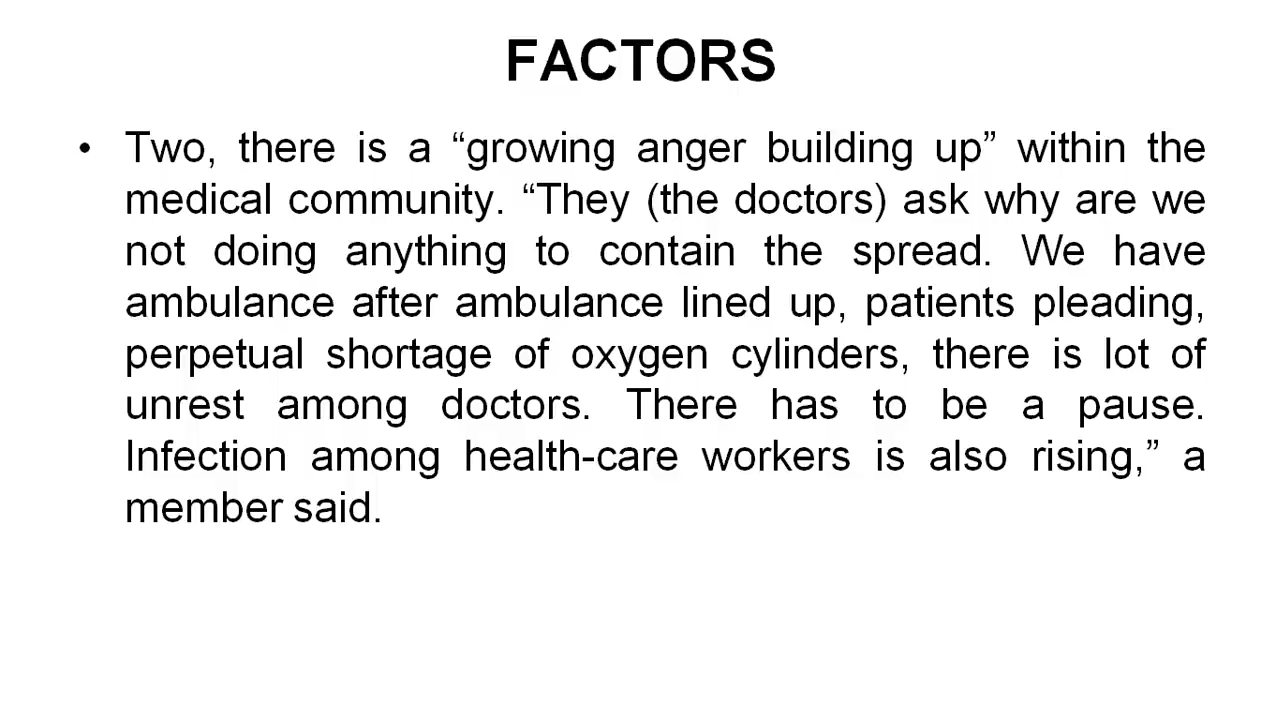 FACTORS
• Two, there is a “growing anger building up” within the
medical community. “They (the doctors) ask why are we
not doing anything to contain the spread. We have
ambulance after ambulance lined up, patients pleading,
perpetual shortage of oxygen cylinders, there is lot of
unrest among doctors. There has to be a pause.
Infection among health-care workers is also rising,” a
member said.